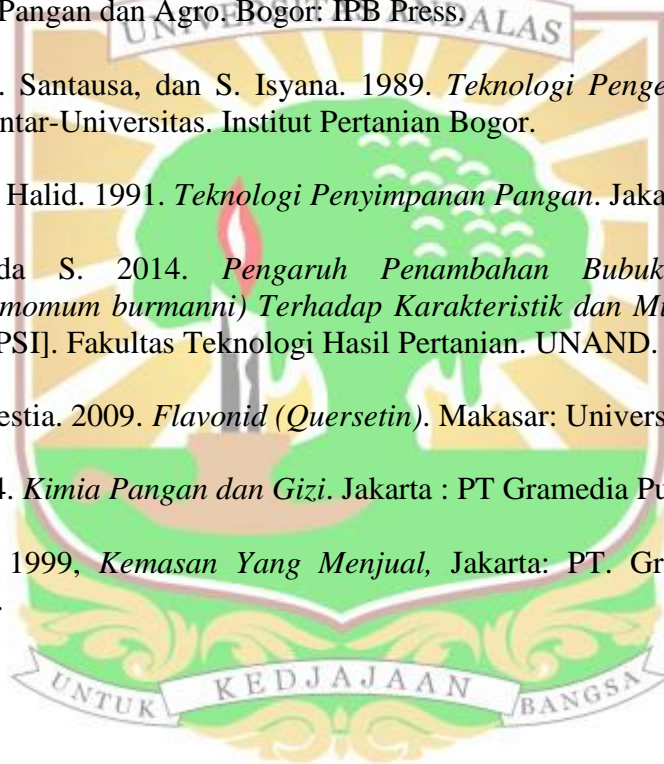 Pangan dan Agro. Bogor: IPB Press.
UNIVERSITAS ANDALAS
. Santausa, dan S. Isyana. 1989. Teknologi Penge
ntar-Universitas. Institut Pertanian Bogor.
Halid. 1991. Teknologi Penyimpanan Pangan. Jaka
da S. 2014. Pengaruh Penambahan Bubuk
momum burmanni) Terhadap Karakteristik dan Mu
PSI]. Fakultas Teknologi Hasil Pertanian. UNAND.
estia. 2009. Flavonid (Quersetin). Makasar: Univers
4. Kimia Pangan dan Gizi. Jakarta : PT Gramedia Pu
1999, Kemasan Yang Menjual, Jakarta: PT. Gr
.
UNTUK KEDJAJAAN BANGSA